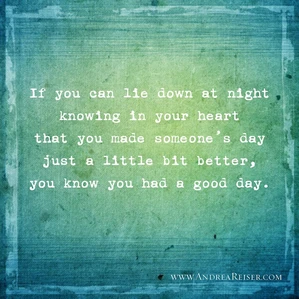 If you can lie down at night
knowing in your heart
that you made someone's day
just a little bit better,
you know you had a good day.
www.AndreaReiser.com